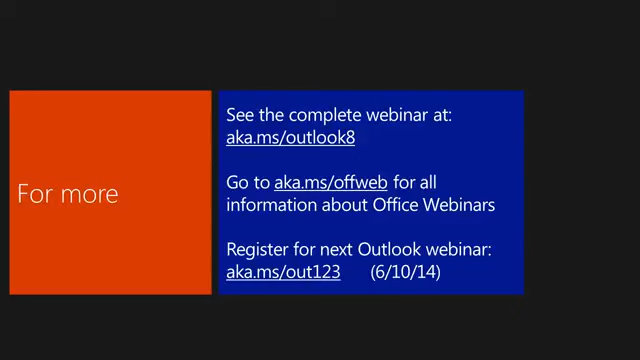 For more
See the complete webinar at:
aka.ms/outlook8
Go to aka.ms/offweb for all
information about Office Webinars
Register for next Outlook webinar:
aka.ms/out123 (6/10/14)